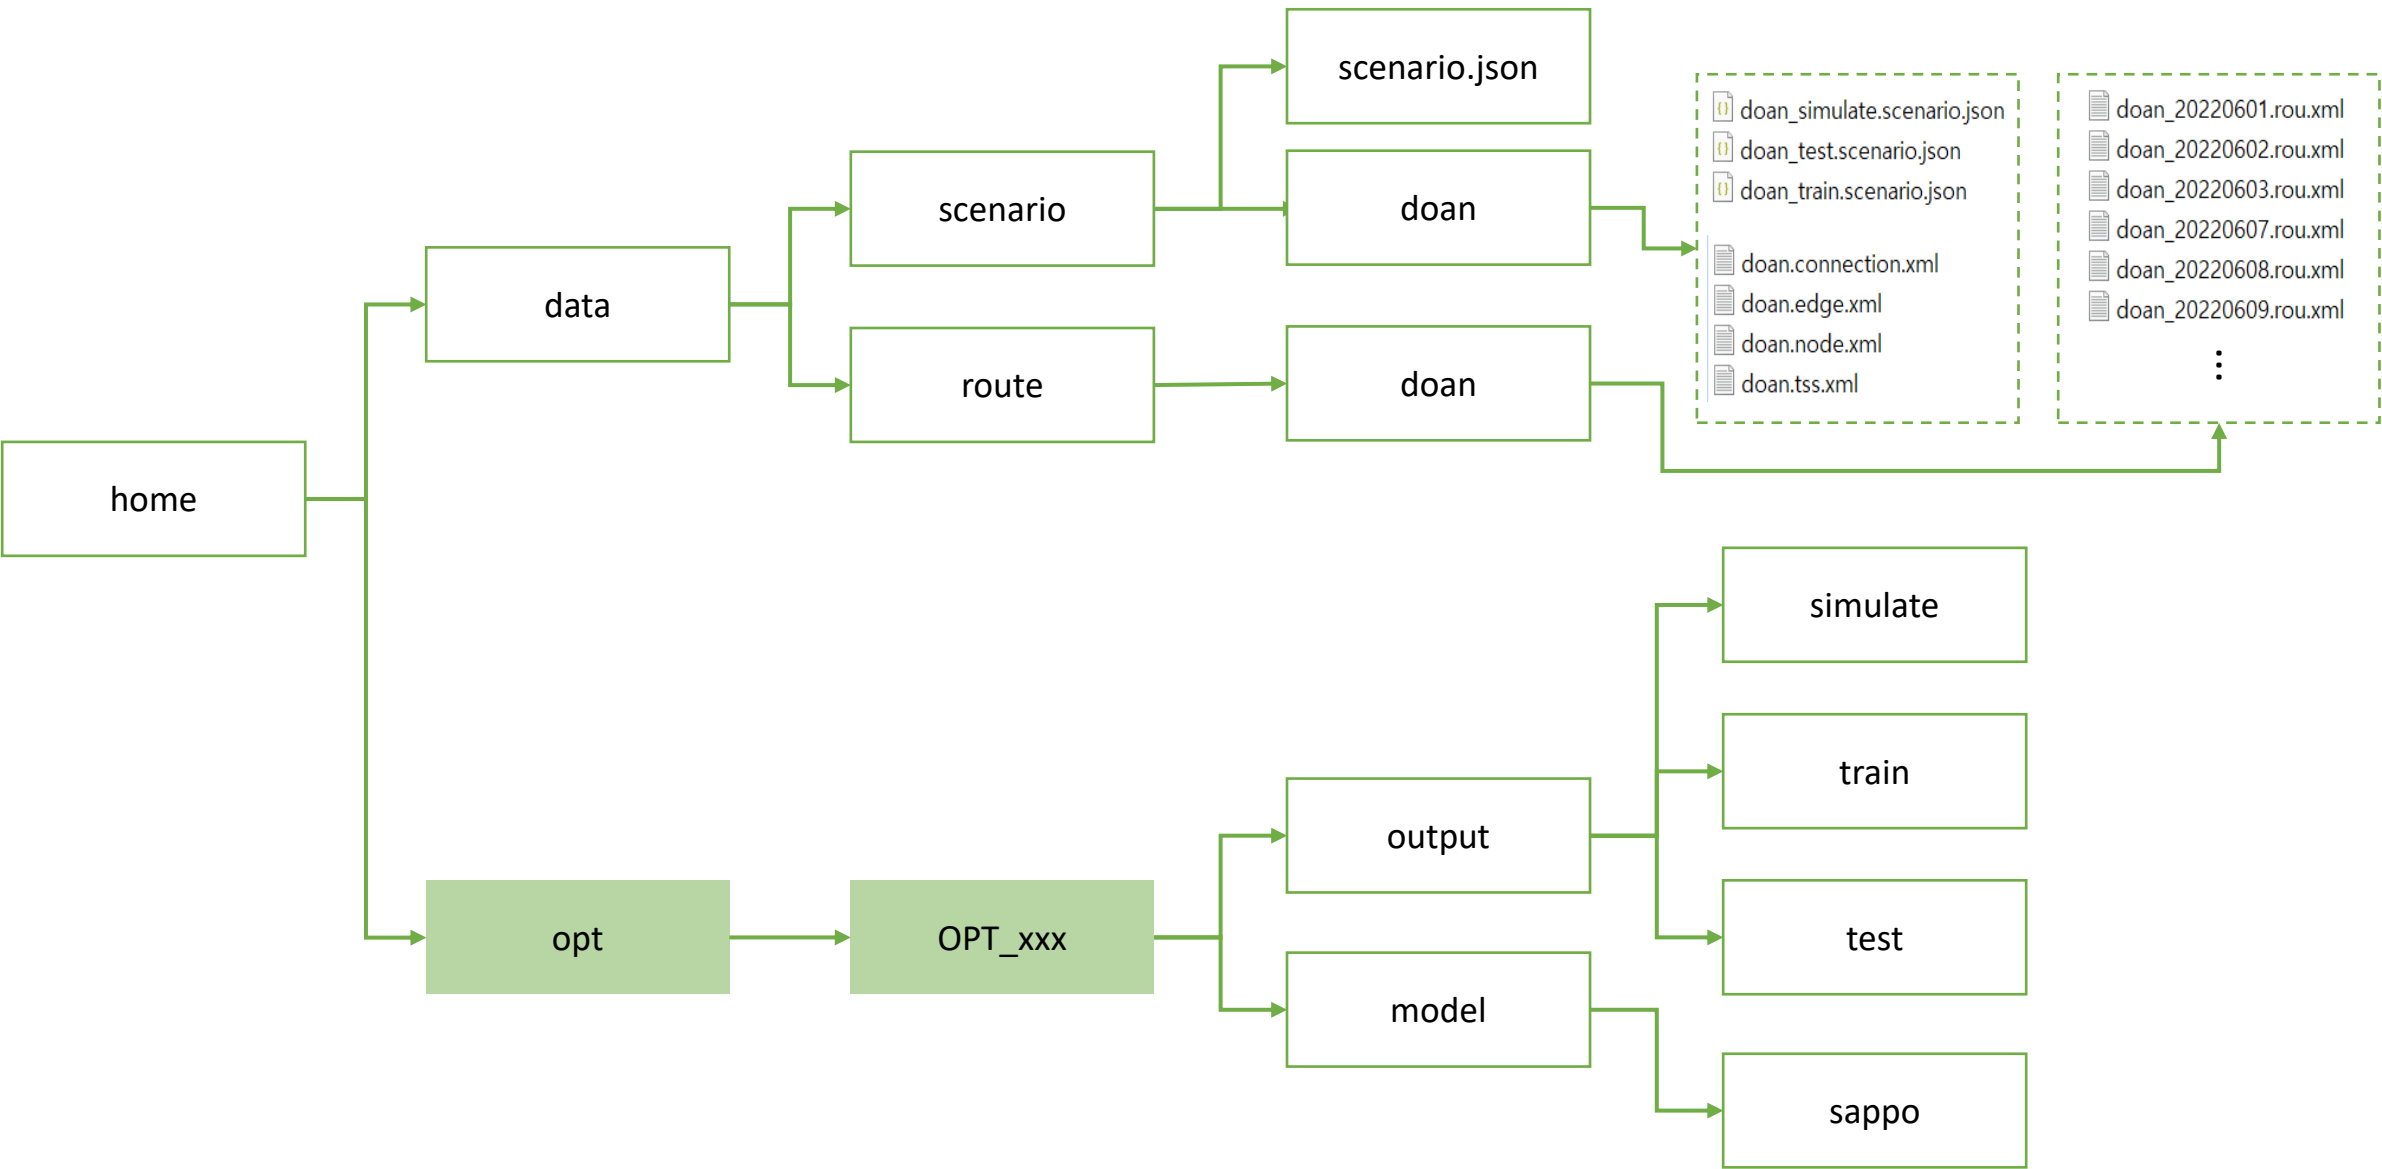 home
data
opt
scenario
route
OPT_xxx
scenario.json
doan
doan
output
model
doan_simulate.scenario.json
doan_test.scenario.json
doan_train.scenario.json
doan.connection.xml
doan.edge.xml
doan.node.xml
doan.tss.xml
doan_20220601.rou.xml
doan_20220602.rou.xml
doan_20220603.rou.xml
doan_20220607.rou.xml
doan_20220608.rou.xml
doan_20220609.rou.xml
⋮
simulate
train
test
sappo